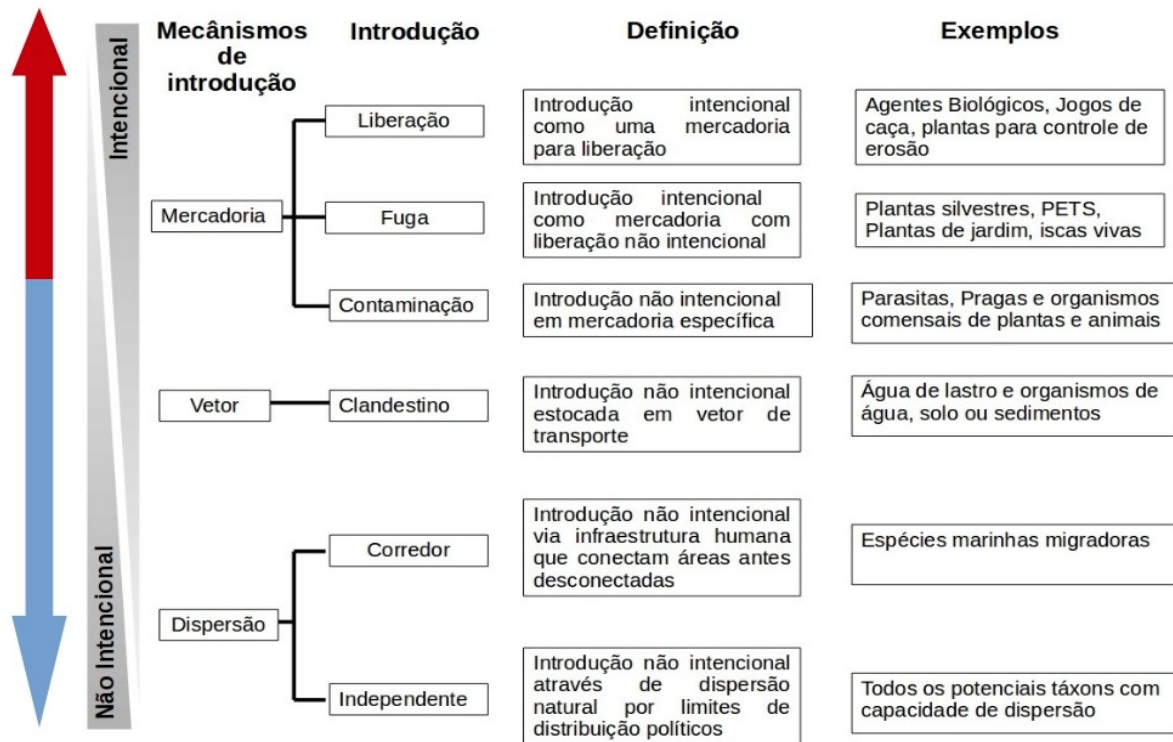 Mecânismos
de
introdução
Introdução
Definição
Exemplos
Intencional
Não Intencional
Mercadoria
Liberação
Introdução intencional
como uma mercadoria
para liberação
Agentes Biológicos, Jogos de
caça, plantas para controle de
erosão
Fuga
Introdução intencional
como mercadoria com
liberação não intencional
Plantas silvestres, PETS,
Plantas de jardim, iscas vivas
Contaminação
Introdução não intencional
em mercadoria específica
Parasitas, Pragas e organismos
comensais de plantas e animais
Vetor
Clandestino
Introdução não intencional
estocada em vetor de
transporte
Água de lastro e organismos de
água, solo ou sedimentos
Dispersão
Corredor
Introdução não intencional
via infraestrutura humana
que conectam áreas antes
desconectadas
Espécies marinhas migradoras
Independente
Introdução não intencional
através de dispersão
natural por limites de
distribuição políticos
Todos os potenciais táxons com
capacidade de dispersão